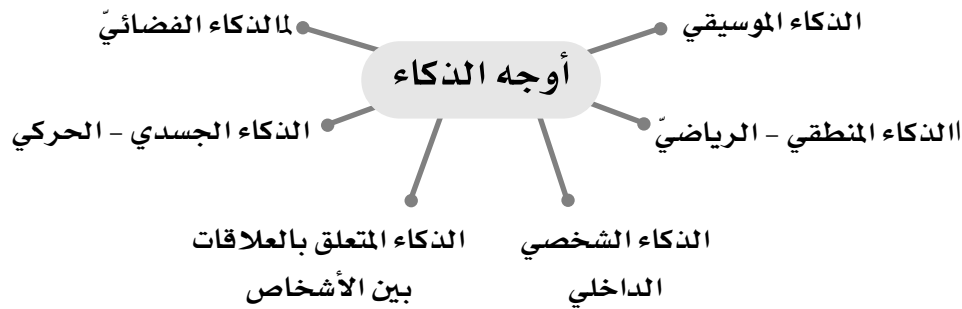 الذكاء الموسيقي
لمالذكاء الفضائيّ
أوجه الذكاء
االذكاء المنطقي – الرياضيّ
الذكاء الجسدي – الحركي
الذكاء الشخصي
الداخلي
الذكاء المتعلق بالعلاقات
بين الأشخاص